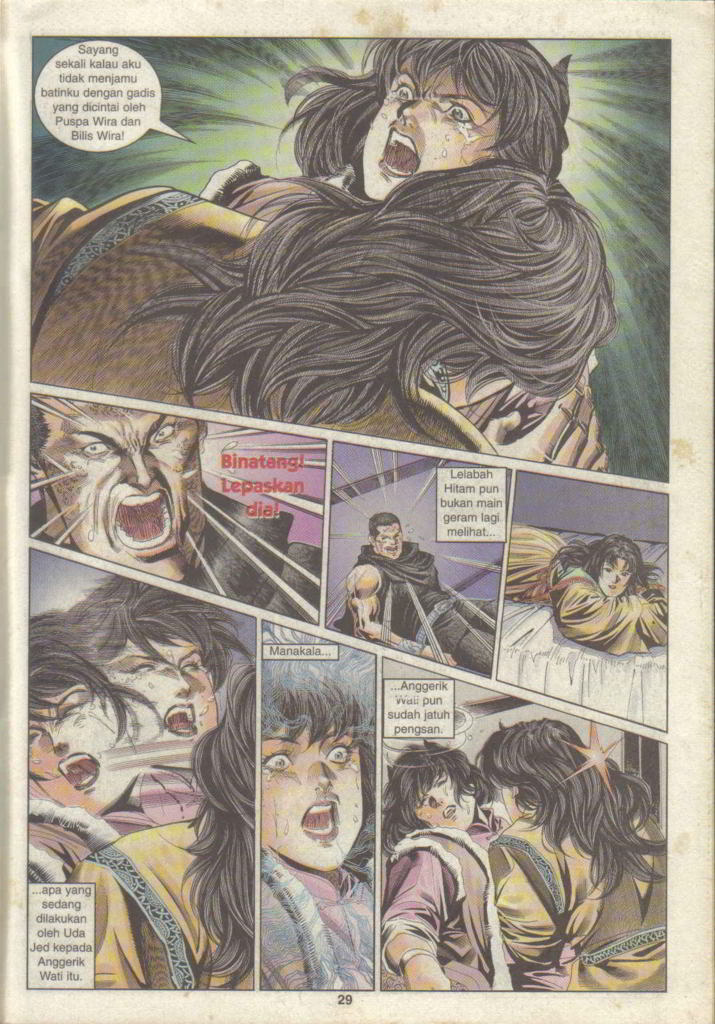 Sayang
sekali kalau aku
tidak menjamu
batinku dengan gadis
yang dicintai oleh
Puspa Wira dan
Bilis Wira!
Binatang!
Lepaskan
dia!
Lelabah
Hitam pun
bukan main
geram lagi
melihat...
...apa yang
sedang
dilakukan
oleh Uda
Jed kepada
Anggerik
Wati itu.
Manakala...
...Anggerik
Wati pun
sudah jatuh
pengsan.
29